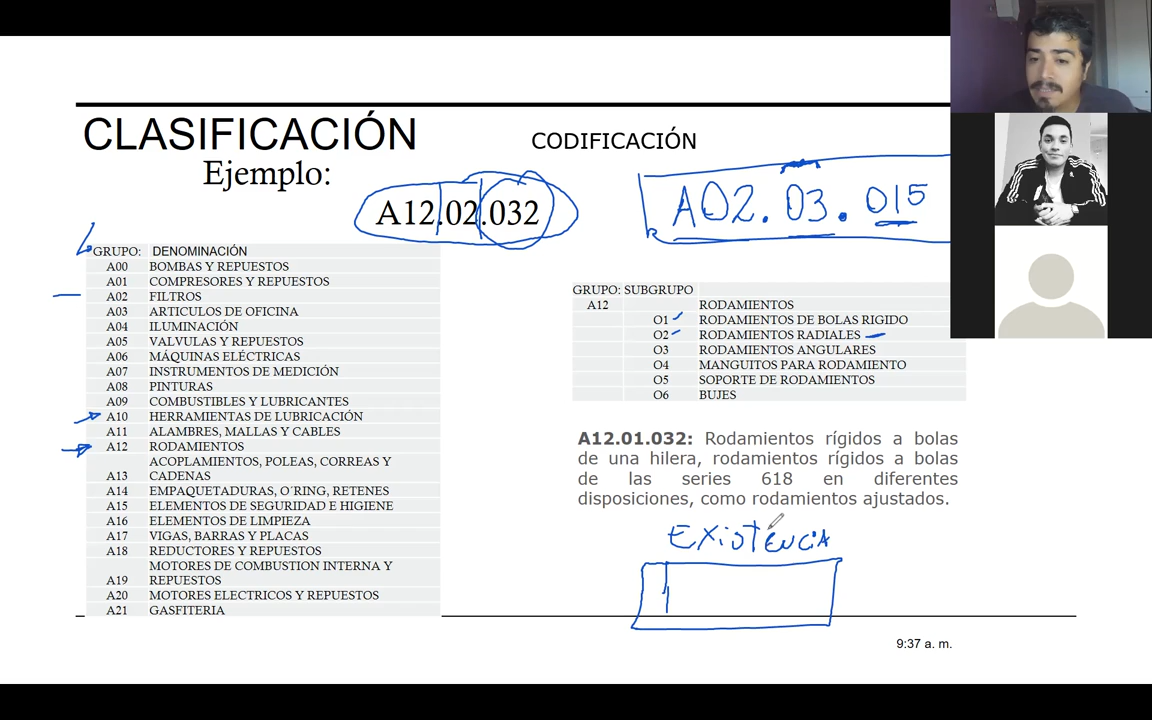 CLASIFICACIÓN
Ejemplo:
CODIFICACIÓN
A12.02.032
A02.03.015
GRUPO: DENOMINACIÓN
A00 BOMBAS Y REPUESTOS
A01 COMPRESORES Y REPUESTOS
A02 FILTROS
A03 ARTICULOS DE OFICINA
A04 ILUMINACIÓN
A05 VALVULAS Y REPUESTOS
A06 MÁQUINAS ELÉCTRICAS
A07 INSTRUMENTOS DE MEDICIÓN
A08 PINTURAS
A09 COMBUSTIBLES Y LUBRICANTES
A10 HERRAMIENTAS DE LUBRICACIÓN
A11 ALAMBRES, MALLAS Y CABLES
A12 RODAMIENTOS
ACOPLAMIENTOS, POLEAS, CORREAS Y
A13 CADENAS
A14 EMPAQUETADURAS, O´RING, RETENES
A15 ELEMENTOS DE SEGURIDAD E HIGIENE
A16 ELEMENTOS DE LIMPIEZA
A17 VIGAS, BARRAS Y PLACAS
A18 REDUCTORES Y REPUESTOS
MOTORES DE COMBUSTION INTERNA Y
A19 REPUESTOS
A20 MOTORES ELECTRICOS Y REPUESTOS
A21 GASFITERIA
GRUPO: SUBGRUPO
A12 RODAMIENTOS
O1 RODAMIENTOS DE BOLAS RIGIDO
O2 RODAMIENTOS RADIALES
O3 RODAMIENTOS ANGULARES
O4 MANGUITOS PARA RODAMIENTO
O5 SOPORTE DE RODAMIENTOS
O6 BUJES
A12.01.032: Rodamientos rígidos a bolas
de una hilera, rodamientos rígidos a bolas
de las series 618 en diferentes
disposiciones, como rodamientos ajustados.
EXISTENCIA
1
9:37 a. m.